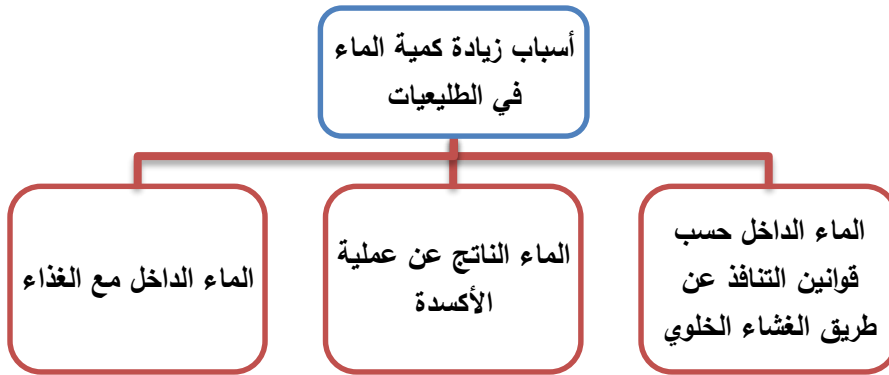 أسباب زيادة كمية الماء
في الطليعيات
الماء الداخل حسب
قوانين التنافذ عن
طريق الغشاء الخلوي
الماء الناتج عن عملية
الأكسدة
الماء الداخل مع الغذاء